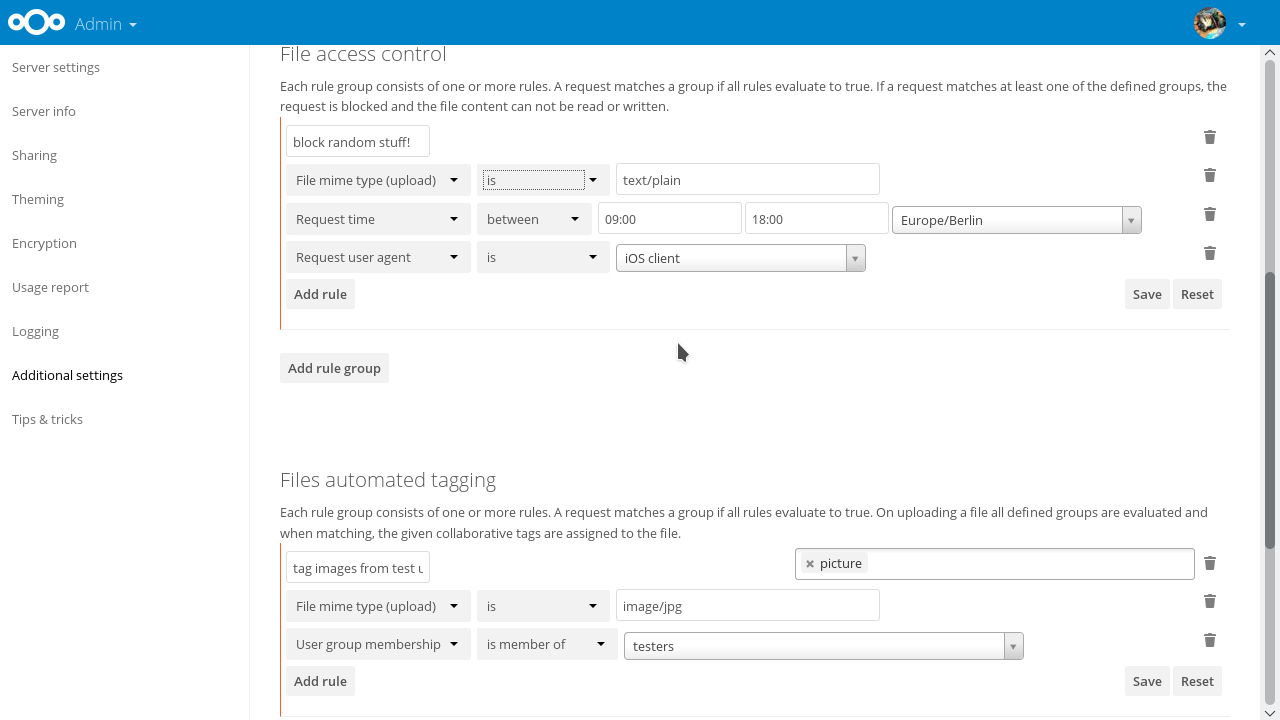 Admin
Server settings
Server info
Sharing
Theming
Encryption
Usage report
Logging
Additional settings
Tips & tricks
File access control
Each rule group consists of one or more rules. A request matches a group if all rules evaluate to true. If a request matches at least one of the defined groups, the
request is blocked and the file content can not be read or written.
block random stuff!
File mime type (upload) is text/plain
Request time between 09:00 18:00 Europe/Berlin
Request user agent is iOS client
Add rule Save Reset
Add rule group
Files automated tagging
Each rule group consists of one or more rules. A request matches a group if all rules evaluate to true. On uploading a file all defined groups are evaluated and
when matching, the given collaborative tags are assigned to the file.
tag images from test picture
File mime type (upload) is image/jpg
User group membership is member of testers
Add rule Save Reset